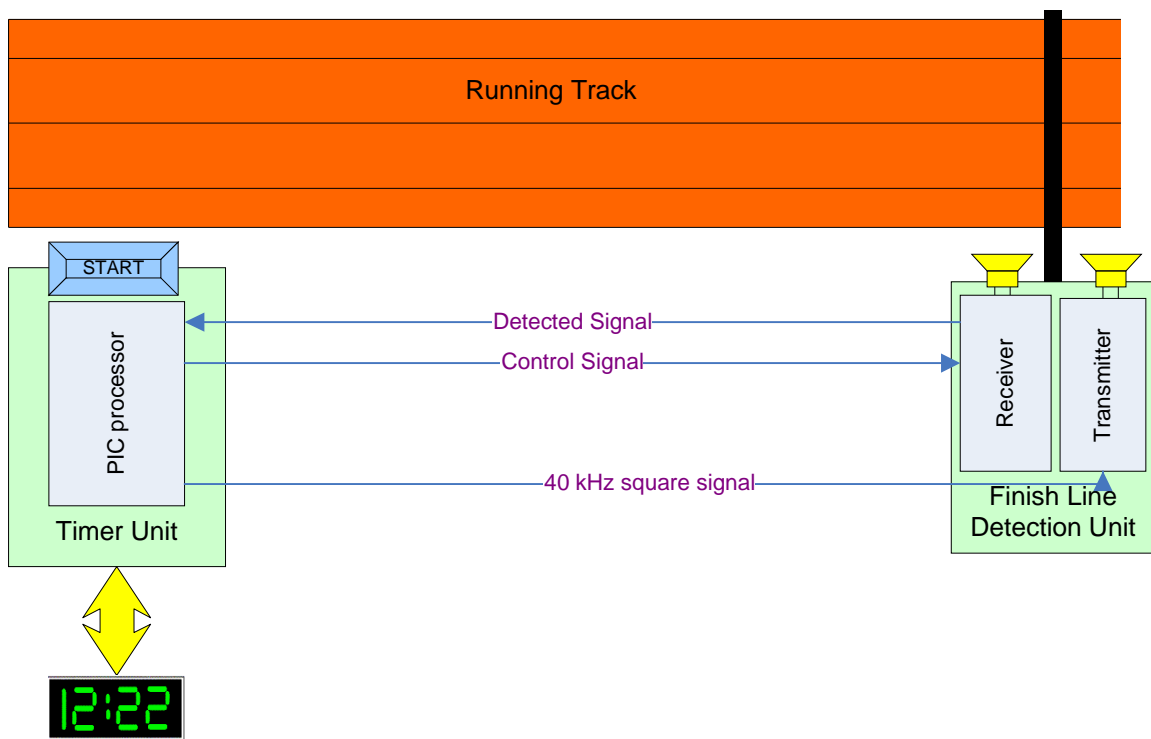 Running Track
START
PIC processor
Timer Unit
Detected Signal
Control Signal
40 kHz square signal
Receiver
Transmitter
Finish Line
Detection Unit
12:22